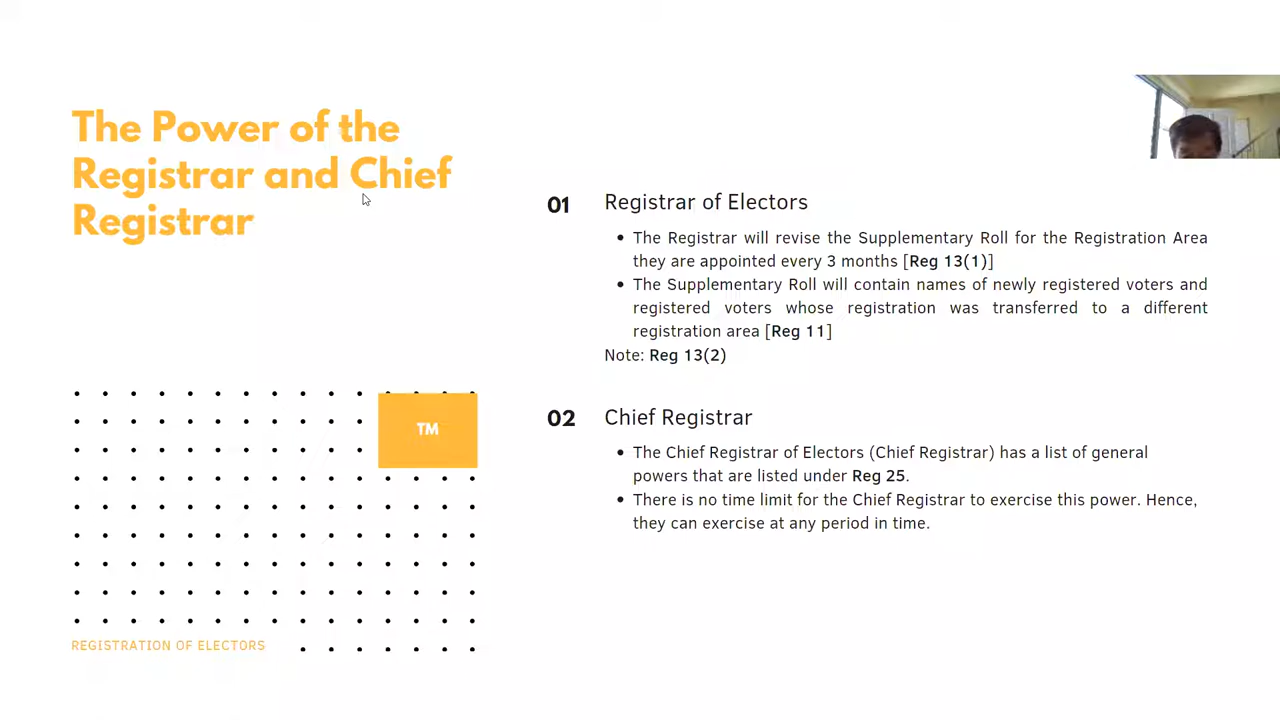 The Power of the
Registrar and Chief
Registrar
01
Registrar of Electors
• The Registrar will revise the Supplementary Roll for the Registration Area
they are appointed every 3 months [Reg 13(1)]
• The Supplementary Roll will contain names of newly registered voters and
registered voters whose registration was transferred to a different
registration area [Reg 11]
Note: Reg 13(2)
02
Chief Registrar
• The Chief Registrar of Electors (Chief Registrar) has a list of general
powers that are listed under Reg 25.
• There is no time limit for the Chief Registrar to exercise this power. Hence,
they can exercise at any period in time.
TM
REGISTRATION OF ELECTORS